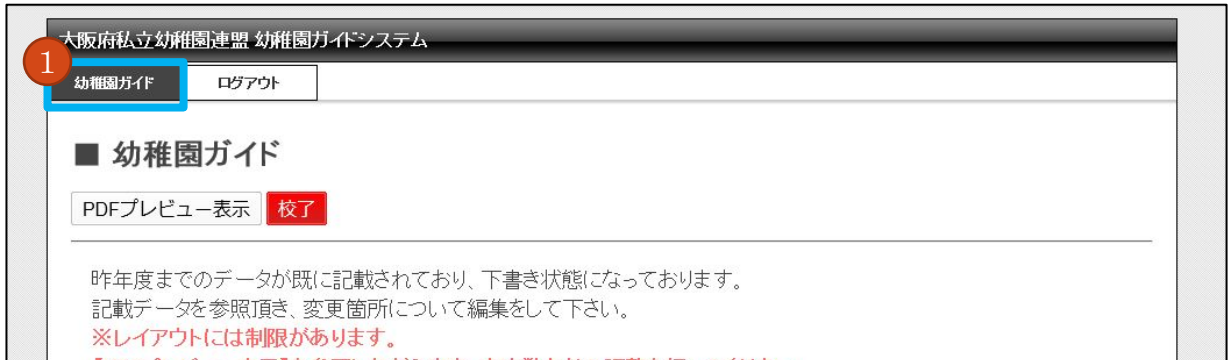 大阪府私立幼稚園連盟 幼稚園ガイドシステム
1
幼稚園ガイド ログアウト
■ 幼稚園ガイド
PDFプレビュー表示 校了
昨年度までのデータが既に記載されており、下書き状態になっております。
記載データを参照頂き、変更箇所について編集をして下さい。
※レイアウトには制限があります。